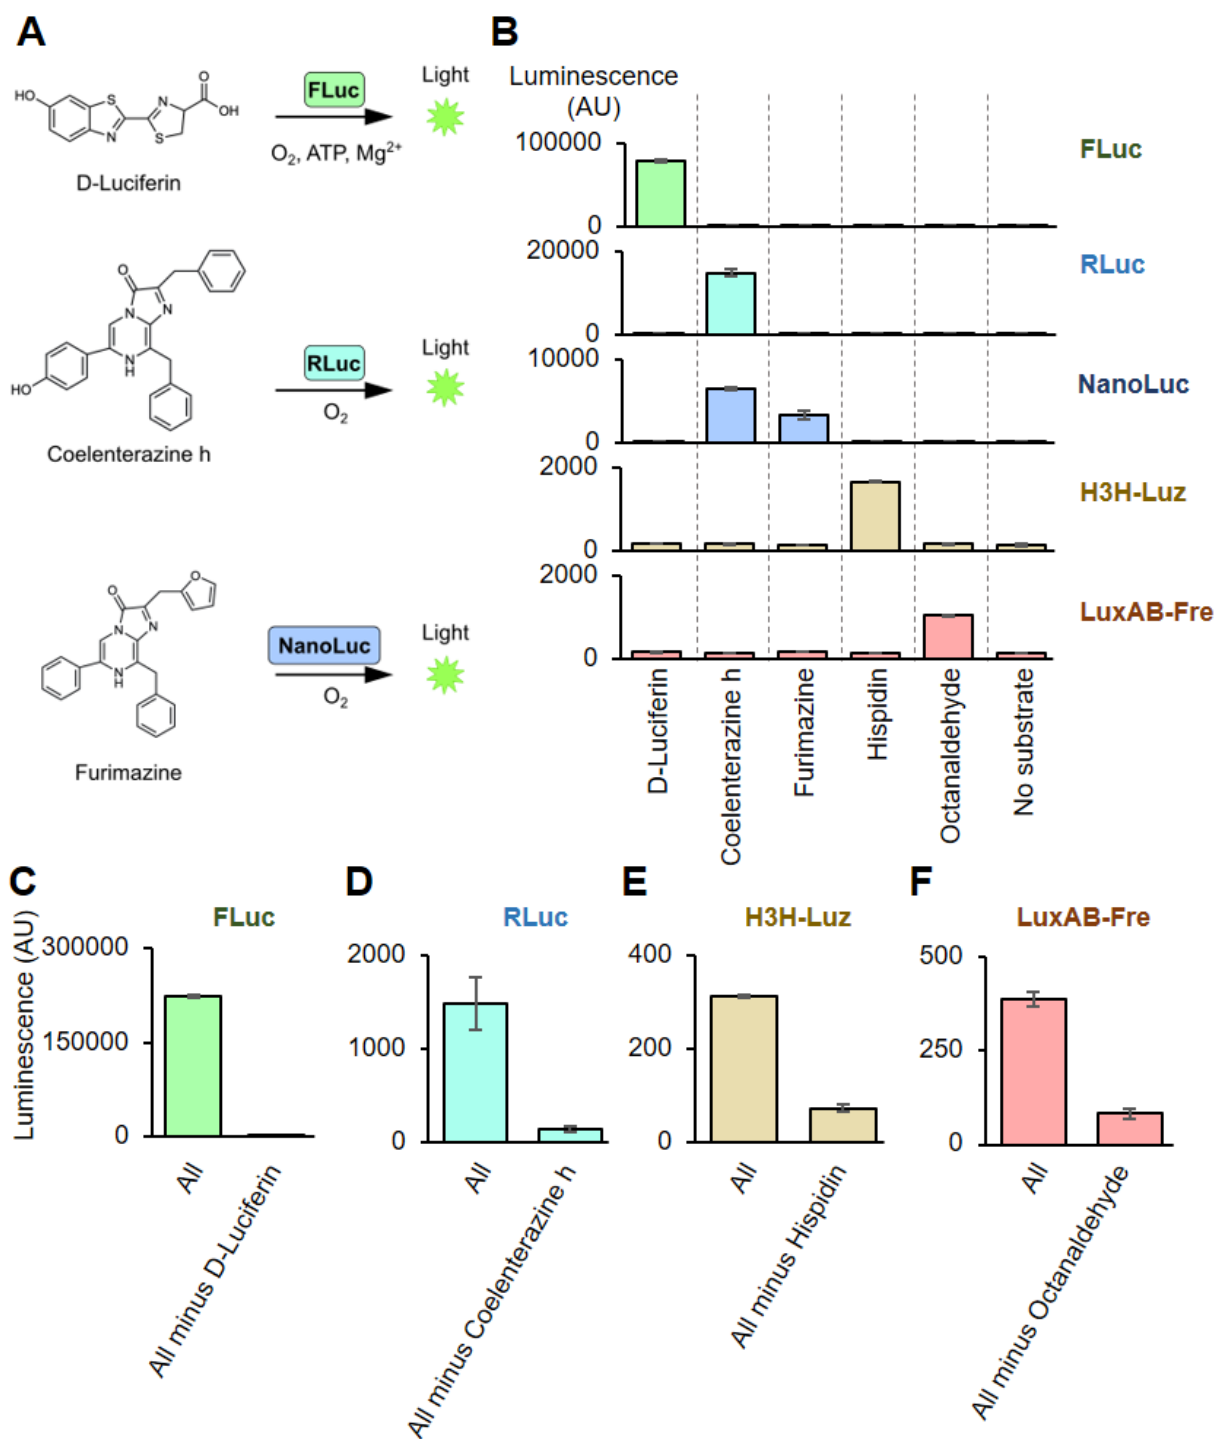 A
HO
S
N
N
S
O
OH
D-Luciferin
FLuc
O2, ATP, Mg2+
Light
O
N
N
N
H
HO
Coelenterazine h
RLuc
O2
Light
O
O
N
N
N
H
Furimazine
NanoLuc
O2
Light
B
Luminescence
(AU)
100000
0
FLuc
20000
0
RLuc
10000
0
NanoLuc
2000
0
H3H-Luz
2000
0
LuxAB-Fre
D-Luciferin
Coelenterazine h
Furimazine
Hispidin
Octanaldehyde
No substrate
C
FLuc
Luminescence (AU)
300000
150000
0
All
All minus D-Luciferin
D
RLuc
2000
1000
0
All
All minus Coelenterazine h
E
H3H-Luz
400
200
0
All
All minus Hispidin
F
LuxAB-Fre
500
250
0
All
All minus Octanaldehyde